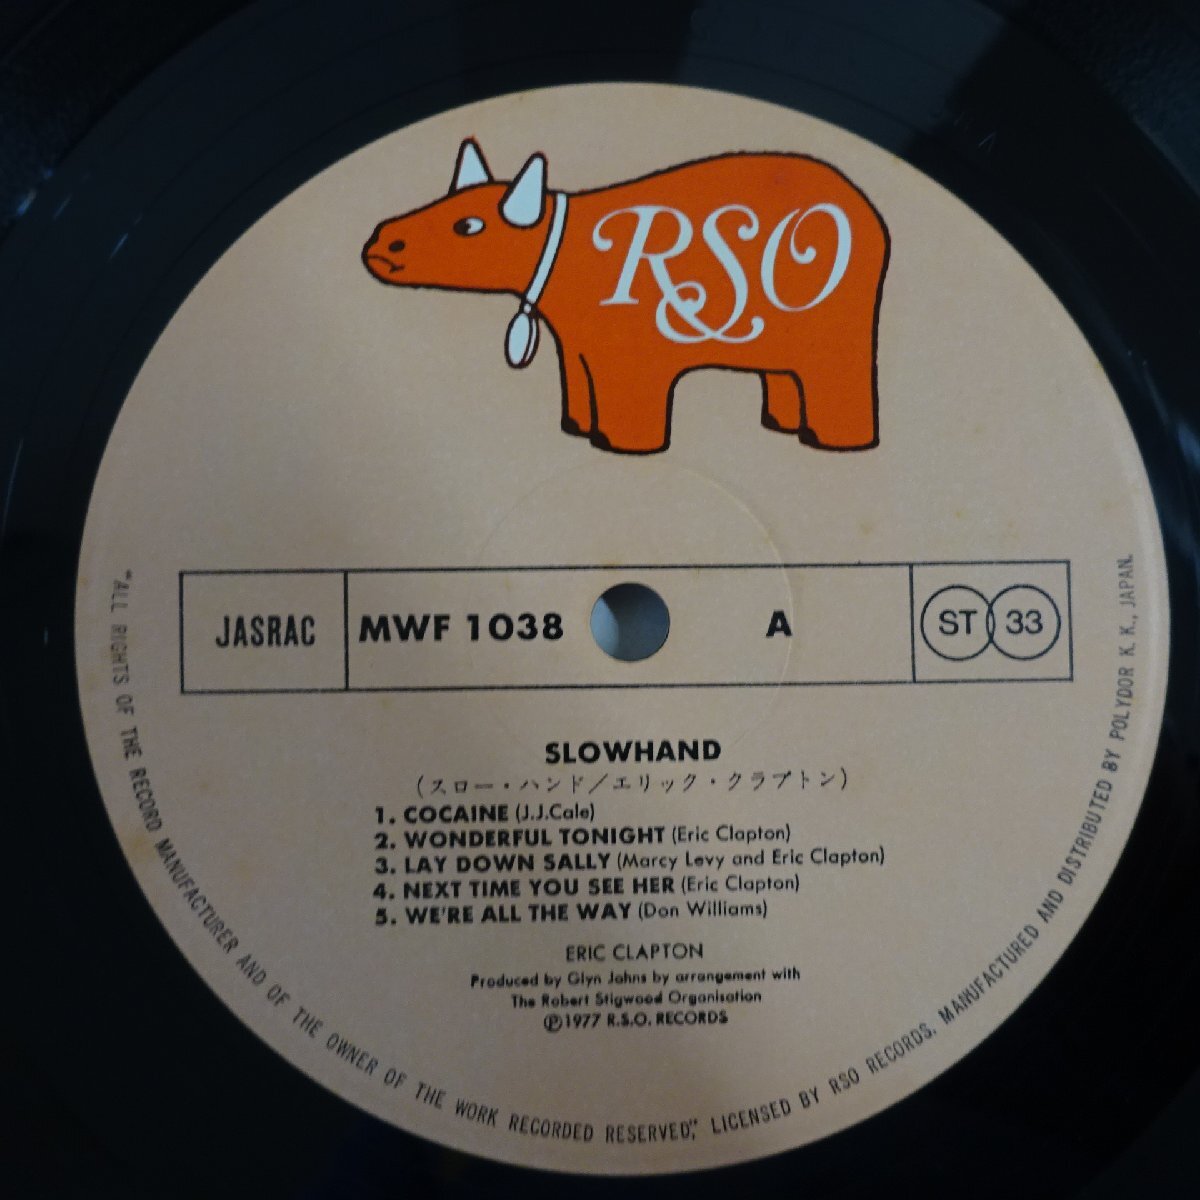 RSO
JASRAC
MWF 1038
A
ST 33
SLOWHAND
(スロー・ハンド/エリック・クラプトン)
1. COCAINE (J.J.Cale)
2. WONDERFUL TONIGHT (Eric Clapton)
3. LAY DOWN SALLY (Marcy Levy and Eric Clapton)
4. NEXT TIME YOU SEE HER (Eric Clapton)
5. WE'RE ALL THE WAY (Don Williams)
ERIC CLAPTON
Produced by Glyn Johns by arrangement with
The Robert Stigwood Organisation
℗1977 R.S.O. RECORDS
"ALL RIGHTS OF THE RECORD MANUFACTURER AND OF THE OWNER OF THE WORK RECORDED RESERVED," LICENSED BY RSO RECORDS. MANUFACTURED AND DISTRIBUTED BY POLYDOR K.K., JAPAN.